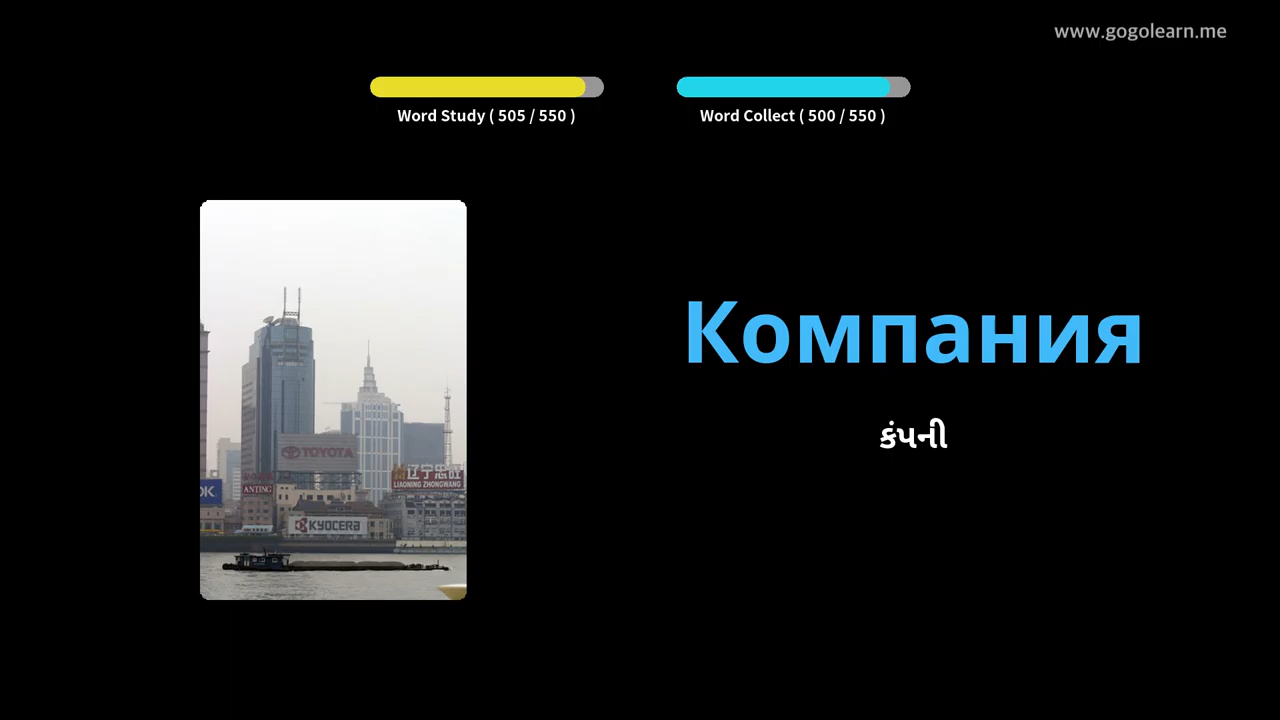 www.gogolearn.me
Word Study ( 505 / 550 )
Word Collect ( 500 / 550 )
Компания
કંપની
TOYOTA
辽宁忠旺
LIAONING ZHONGWANG
ANTING
KYOCERA